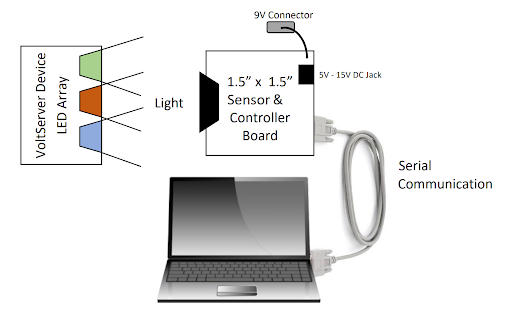 9V Connector
5V - 15V DC Jack
VoltServer Device
LED Array
Light
1.5” x 1.5”
Sensor &
Controller
Board
Serial
Communication